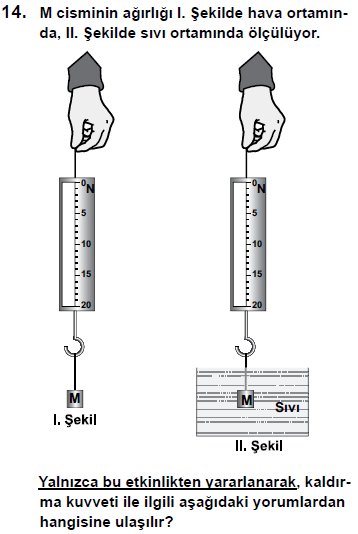 14. M cisminin ağırlığı I. Şekilde hava ortamın-
da, II. Şekilde sıvı ortamında ölçülüyor.
0 N 0 N
5 5
10 10
15 15
20 20
M M
Sıvı
I. Şekil
II. Şekil
Yalnızca bu etkinlikten yararlanarak, kaldır-
ma kuvveti ile ilgili aşağıdaki yorumlardan
hangisine ulaşılır?